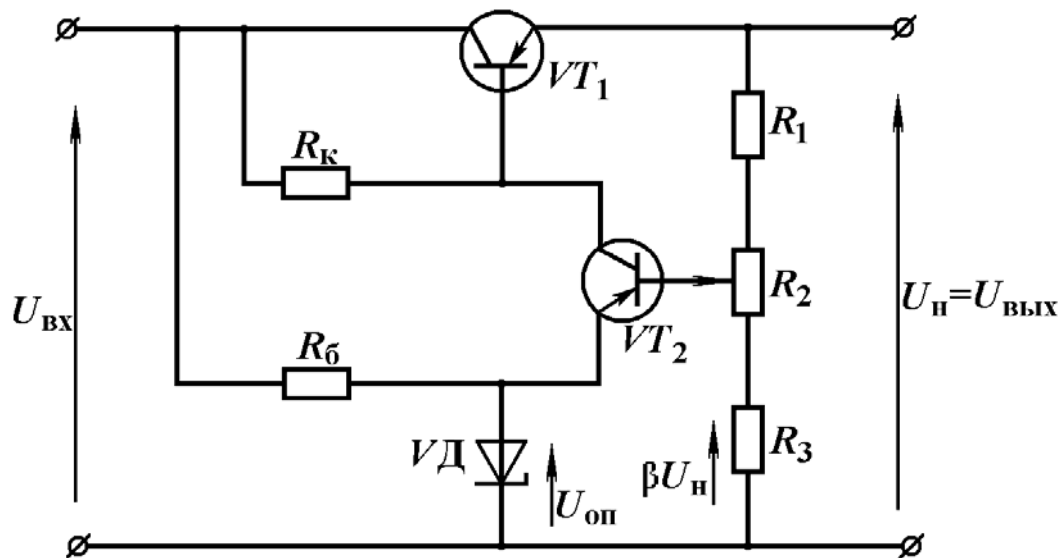 VT₁
R₁
Rк
Uвх
R₂
Uн=Uвых
VT₂
Rб
VД
Uоп
βUн
R₃